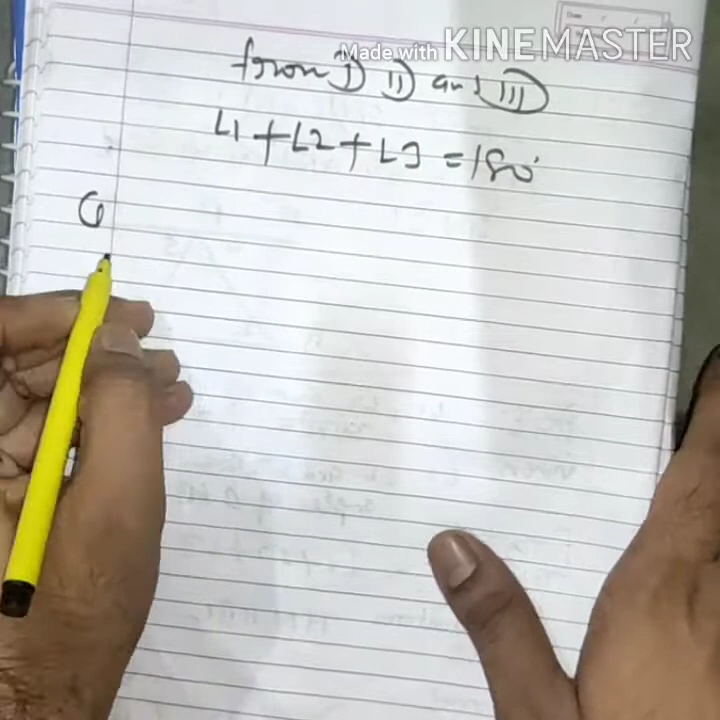 Made with KINEMASTER
from I) II) and III)
∠1 + ∠2 + ∠3 = 180°